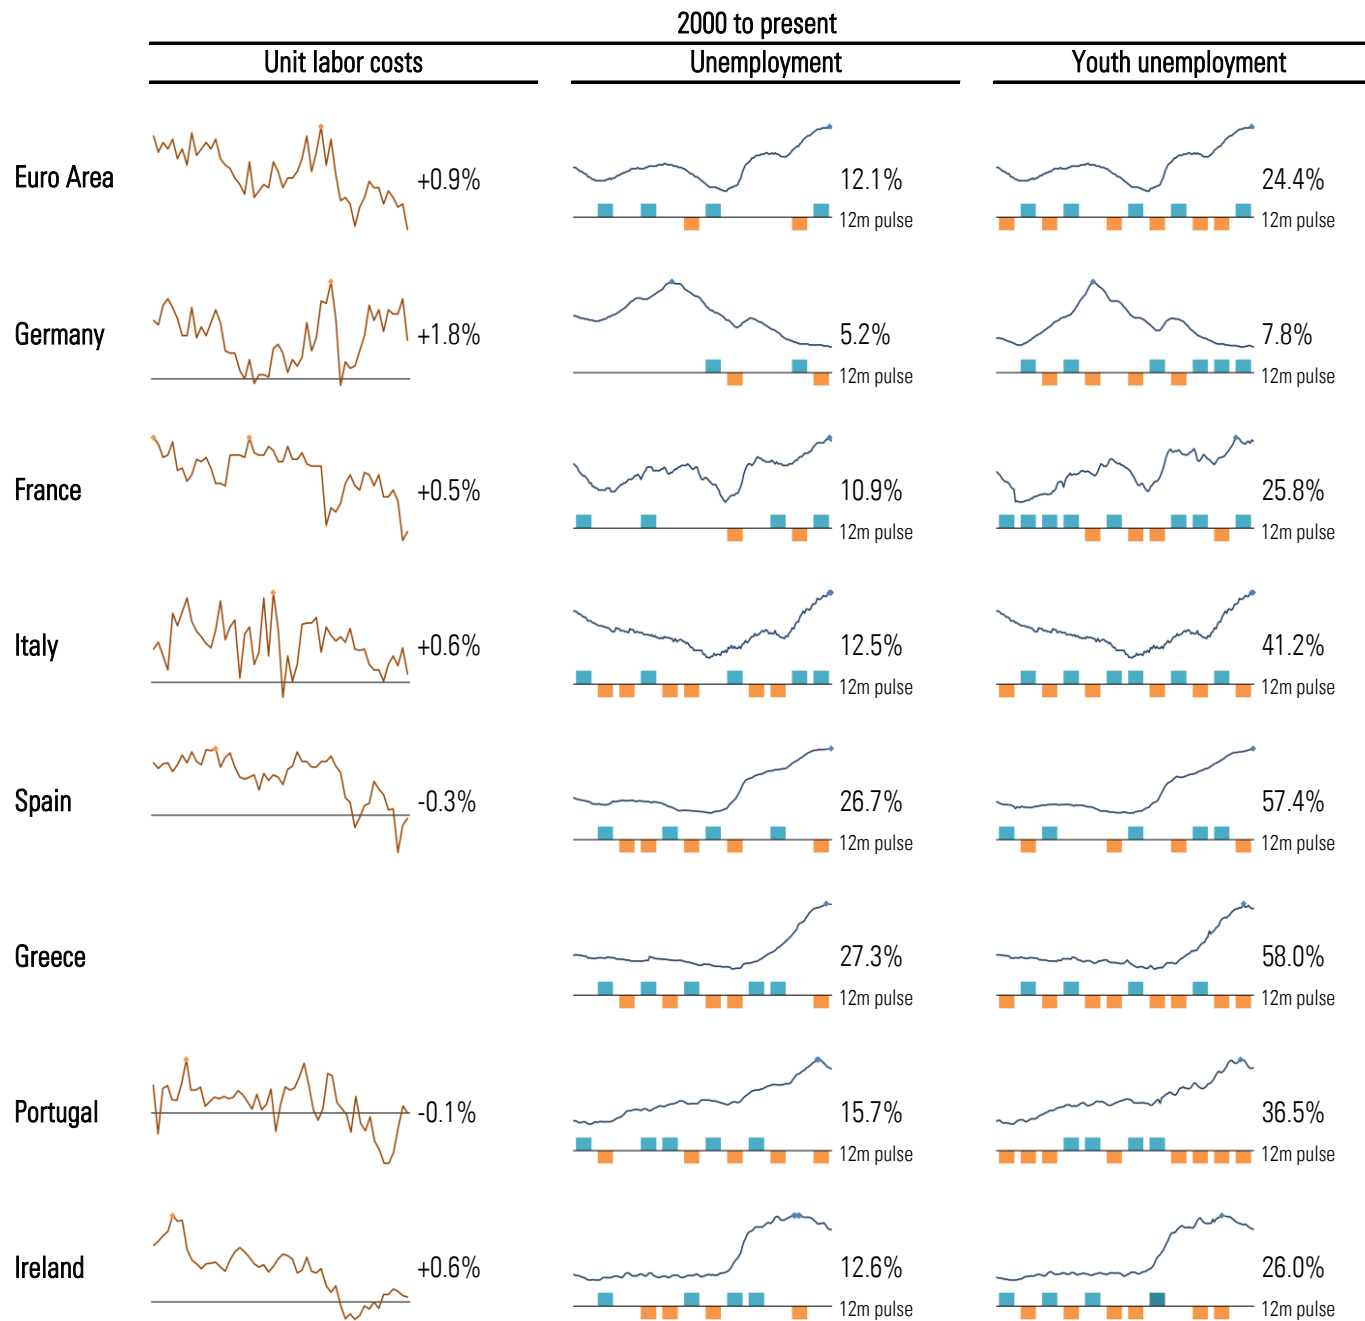 2000 to present
Unit labor costs Unemployment Youth unemployment
Euro Area +0.9% 12.1% 24.4%
12m pulse 12m pulse
Germany +1.8% 5.2% 7.8%
12m pulse 12m pulse
France +0.5% 10.9% 25.8%
12m pulse 12m pulse
Italy +0.6% 12.5% 41.2%
12m pulse 12m pulse
Spain -0.3% 26.7% 57.4%
12m pulse 12m pulse
Greece 27.3% 58.0%
12m pulse 12m pulse
Portugal -0.1% 15.7% 36.5%
12m pulse 12m pulse
Ireland +0.6% 12.6% 26.0%
12m pulse 12m pulse